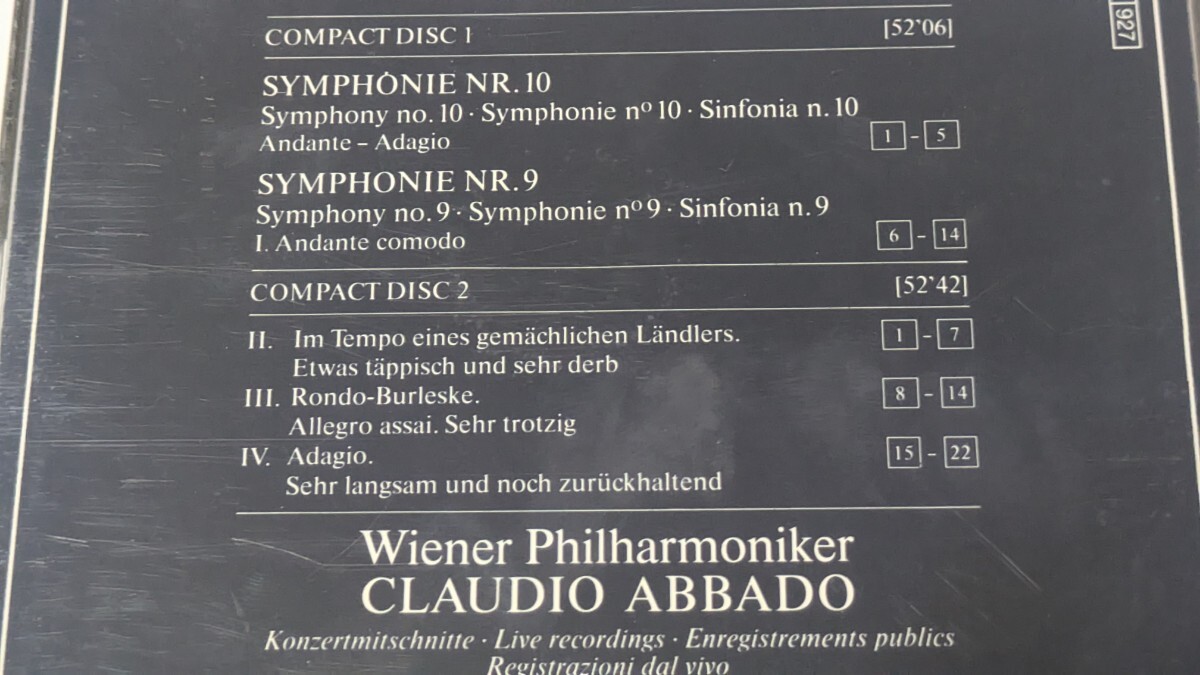 927
COMPACT DISC 1 [52'06]
SYMPHONIE NR. 10
Symphony no. 10 · Symphonie nº 10 · Sinfonia n. 10
Andante – Adagio 1 – 5
SYMPHONIE NR. 9
Symphony no. 9 · Symphonie nº 9 · Sinfonia n. 9
I. Andante comodo 6 – 14
COMPACT DISC 2 [52'42]
II. Im Tempo eines gemächlichen Ländlers. 1 – 7
Etwas täppisch und sehr derb
III. Rondo-Burleske. 8 – 14
Allegro assai. Sehr trotzig
IV. Adagio. 15 – 22
Sehr langsam und noch zurückhaltend
Wiener Philharmoniker
CLAUDIO ABBADO
Konzertmitschnitte · Live recordings · Enregistrements publics
Registrazioni dal vivo